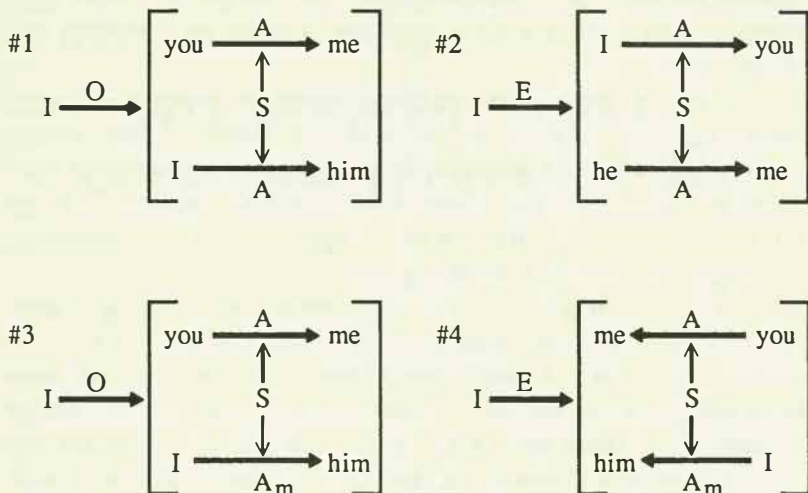 #1
you A me
I O S
I A him
#2
I A you
I E S
he A me
#3
you A me
I O S
I Am him
#4
me A you
I E S
him Am I